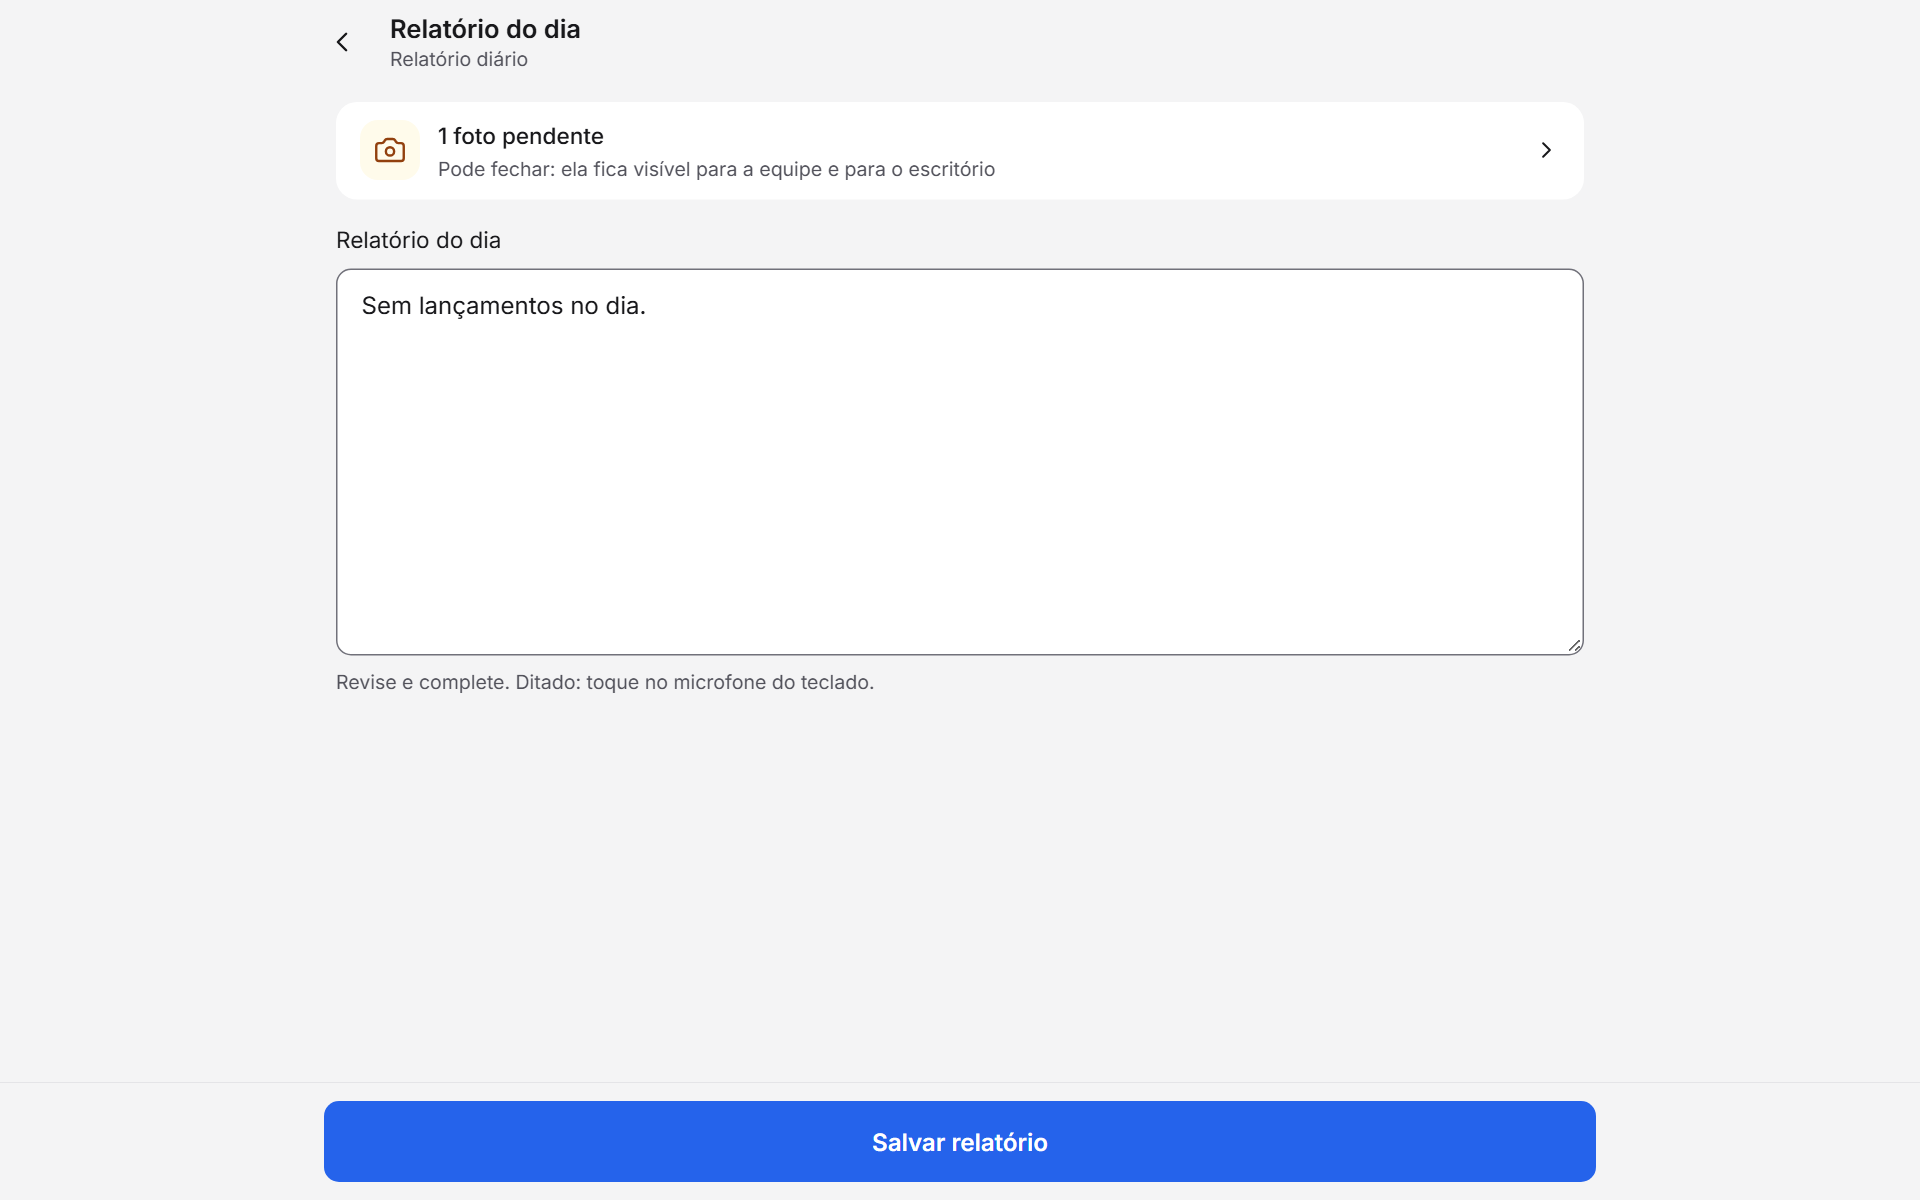 Relatório do dia
Relatório diário
1 foto pendente
Pode fechar: ela fica visível para a equipe e para o escritório
Relatório do dia
Sem lançamentos no dia.
Revise e complete. Ditado: toque no microfone do teclado.
Salvar relatório